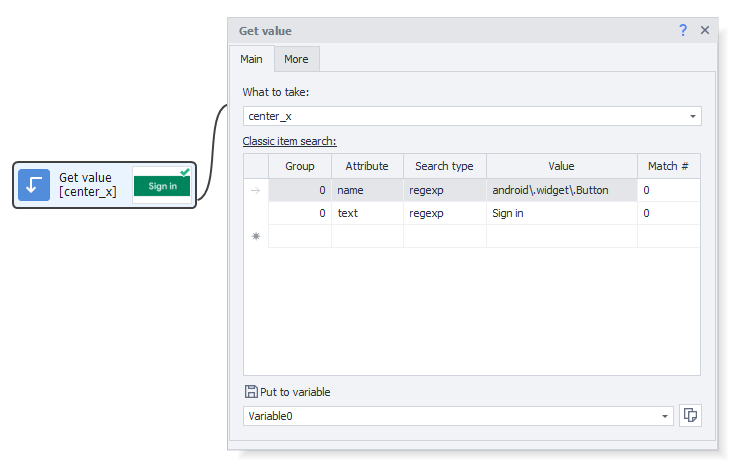 Get value
[center_x]
Sign in
Get value
?
Main
More
What to take:
center_x
Classic item search:
Group Attribute Search type Value Match #
0 name regexp android\.widget\.Button 0
0 text regexp Sign in 0
Put to variable
Variable0